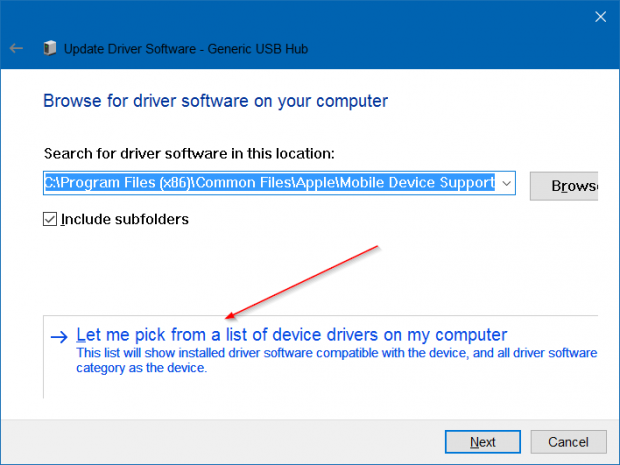 Update Driver Software - Generic USB Hub
Browse for driver software on your computer
Search for driver software in this location:
C:\Program Files (x86)\Common Files\Apple\Mobile Device Support
Browse
Include subfolders
Let me pick from a list of device drivers on my computer
This list will show installed driver software compatible with the device, and all driver software
category as the device.
Next
Cancel